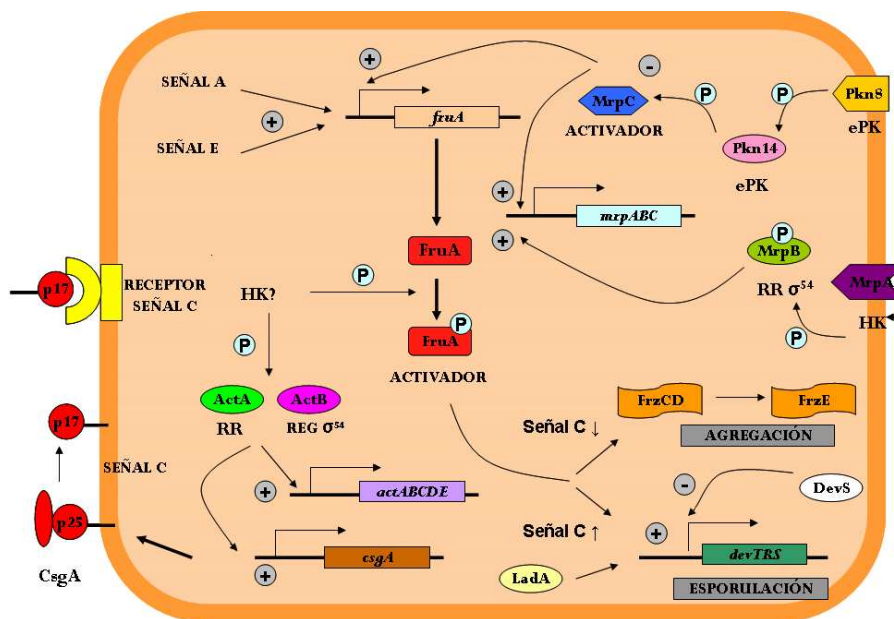 SEÑAL A
+
SEÑAL E
+
fruA
-
MrpC
ACTIVADOR
P
P
Pkn8
ePK
Pkn14
ePK
+
mrpABC
+
P
MrpB
RR σ54
MrpA
HK
P
p17
RECEPTOR
SEÑAL C
FruA
HK?
P
P
FruA
P
ACTIVADOR
ActA
RR
ActB
REG σ54
p17
SEÑAL C
p25
CsgA
+
actABCDE
+
csgA
Señal C ↓
FrzCD
FrzE
AGREGACIÓN
DevS
-
Señal C ↑
+
devTRS
LadA
ESPORULACIÓN